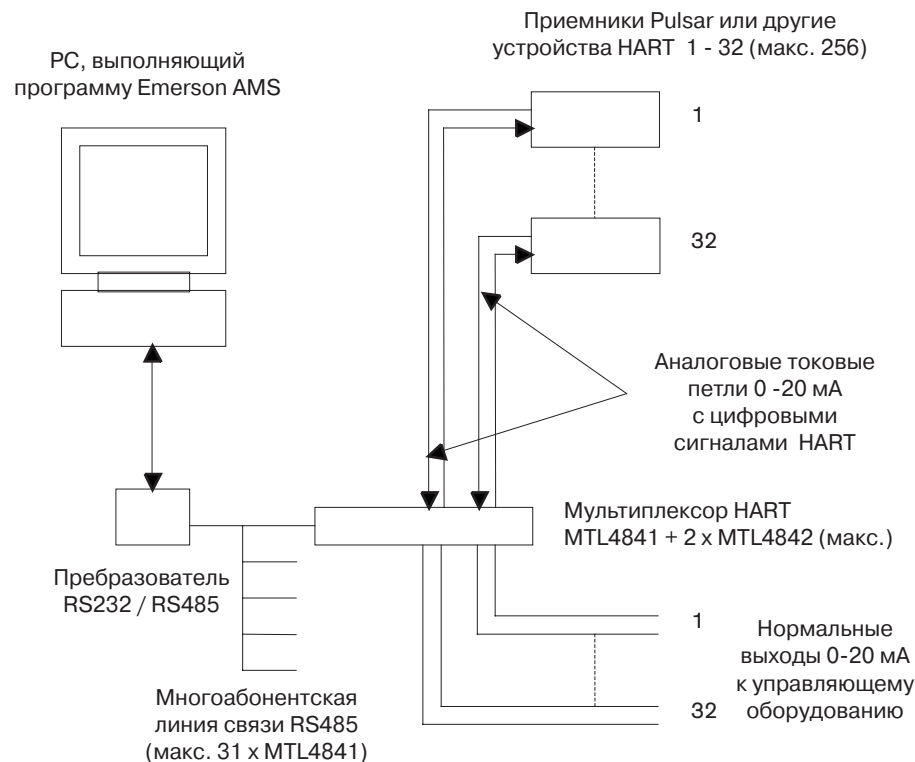 Приемники Pulsar или другие
устройства HART 1 - 32 (макс. 256)
PC, выполняющий
программу Emerson AMS
1
32
Аналоговые токовые
петли 0 -20 мА
с цифровыми
сигналами HART
Мультиплексор HART
MTL4841 + 2 x MTL4842 (макс.)
Пребразователь
RS232 / RS485
1
Нормальные
выходы 0-20 мА
к управляющему
оборудованию
32
Многоабонентская
линия связи RS485
(макс. 31 x MTL4841)